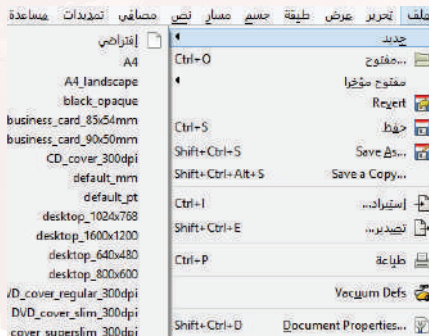 ملف تحرير عرض طبقة جسم مسار نص مصافي تمديدات مساعدة
جديد
مفتوح... Ctrl+O
مفتوح مؤخرا
Revert
حفظ Ctrl+S
Save As... Shift+Ctrl+S
Save a Copy... Shift+Ctrl+Alt+S
إستيراد... Ctrl+I
تصدير... Shift+Ctrl+E
طباعة Ctrl+P
Vacuum Defs
Document Properties... Shift+Ctrl+D
إفتراضي
A4
A4_landscape
black_opaque
business_card_85x54mm
business_card_90x50mm
CD_cover_300dpi
default_mm
default_pt
desktop_1024x768
desktop_1600x1200
desktop_640x480
desktop_800x600
VD_cover_regular_300dpi
DVD_cover_slim_300dpi
cover_superslim_300dpi